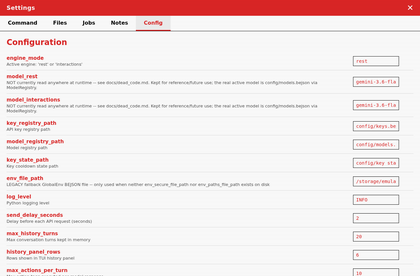 Settings
×
Command Files Jobs Notes Config
Configuration
engine_mode
Active engine: 'rest' or 'interactions'
rest
model_rest
NOT currently read anywhere at runtime -- see docs/dead_code.md. Kept for reference/future use; the real active model is config/models.bejson via
ModelRegistry.
gemini-3.6-fla
model_interactions
NOT currently read anywhere at runtime -- see docs/dead_code.md. Kept for reference/future use; the real active model is config/models.bejson via
ModelRegistry.
gemini-3.6-fla
key_registry_path
API key registry path
config/keys.be
model_registry_path
Model registry path
config/models.
key_state_path
Key cooldown state path
config/key_sta
env_file_path
LEGACY fallback GlobalEnv BEJSON file -- only used when neither env_secure_file_path nor env_paths_file_path exists on disk
/storage/emula
log_level
Python logging level
INFO
send_delay_seconds
Delay before each API request (seconds)
2
max_history_turns
Max conversation turns kept in memory
20
history_panel_rows
Rows shown in TUI history panel
6
max_actions_per_turn
10